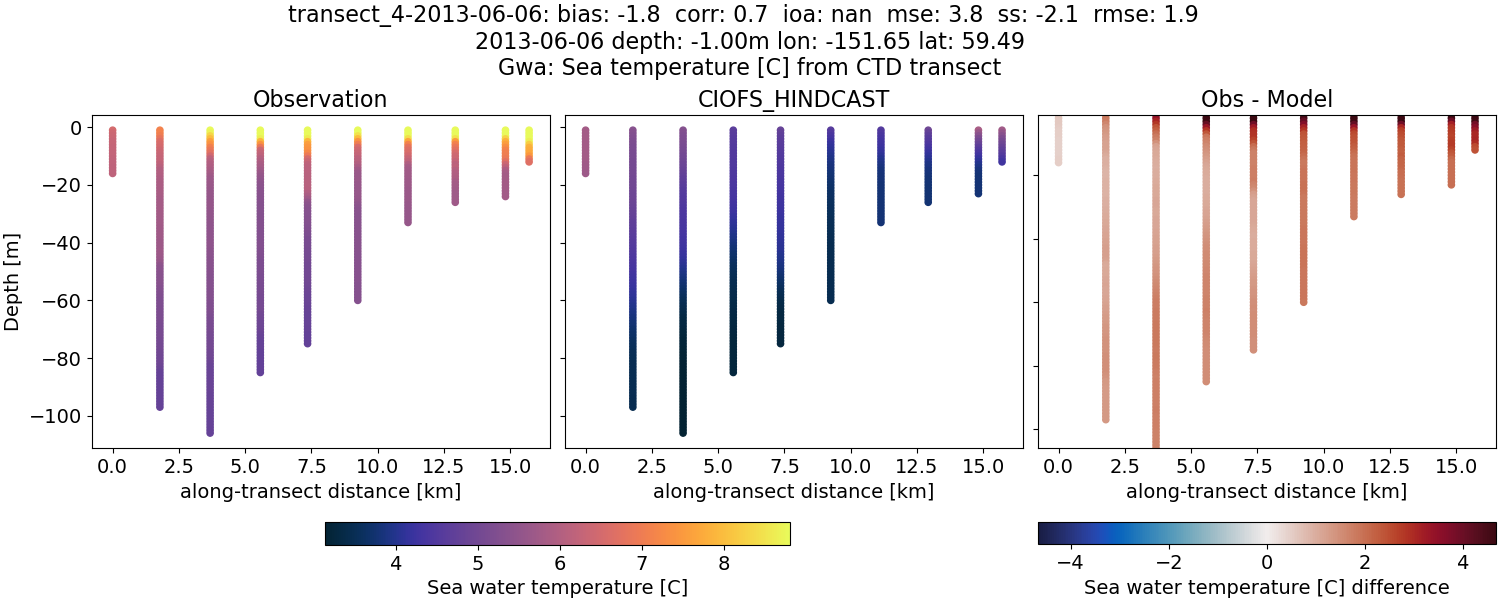 transect_4-2013-06-06: bias: -1.8  corr: 0.7  ioa: nan  mse: 3.8  ss: -2.1  rmse: 1.9
2013-06-06 depth: -1.00m lon: -151.65 lat: 59.49
Gwa: Sea temperature [C] from CTD transect
Observation
CIOFS_HINDCAST
Obs - Model
Depth [m]
0
−20
−40
−60
−80
−100
0.0 2.5 5.0 7.5 10.0 12.5 15.0
0.0 2.5 5.0 7.5 10.0 12.5 15.0
0.0 2.5 5.0 7.5 10.0 12.5 15.0
along-transect distance [km]
along-transect distance [km]
along-transect distance [km]
4 5 6 7 8
Sea water temperature [C]
−4 −2 0 2 4
Sea water temperature [C] difference